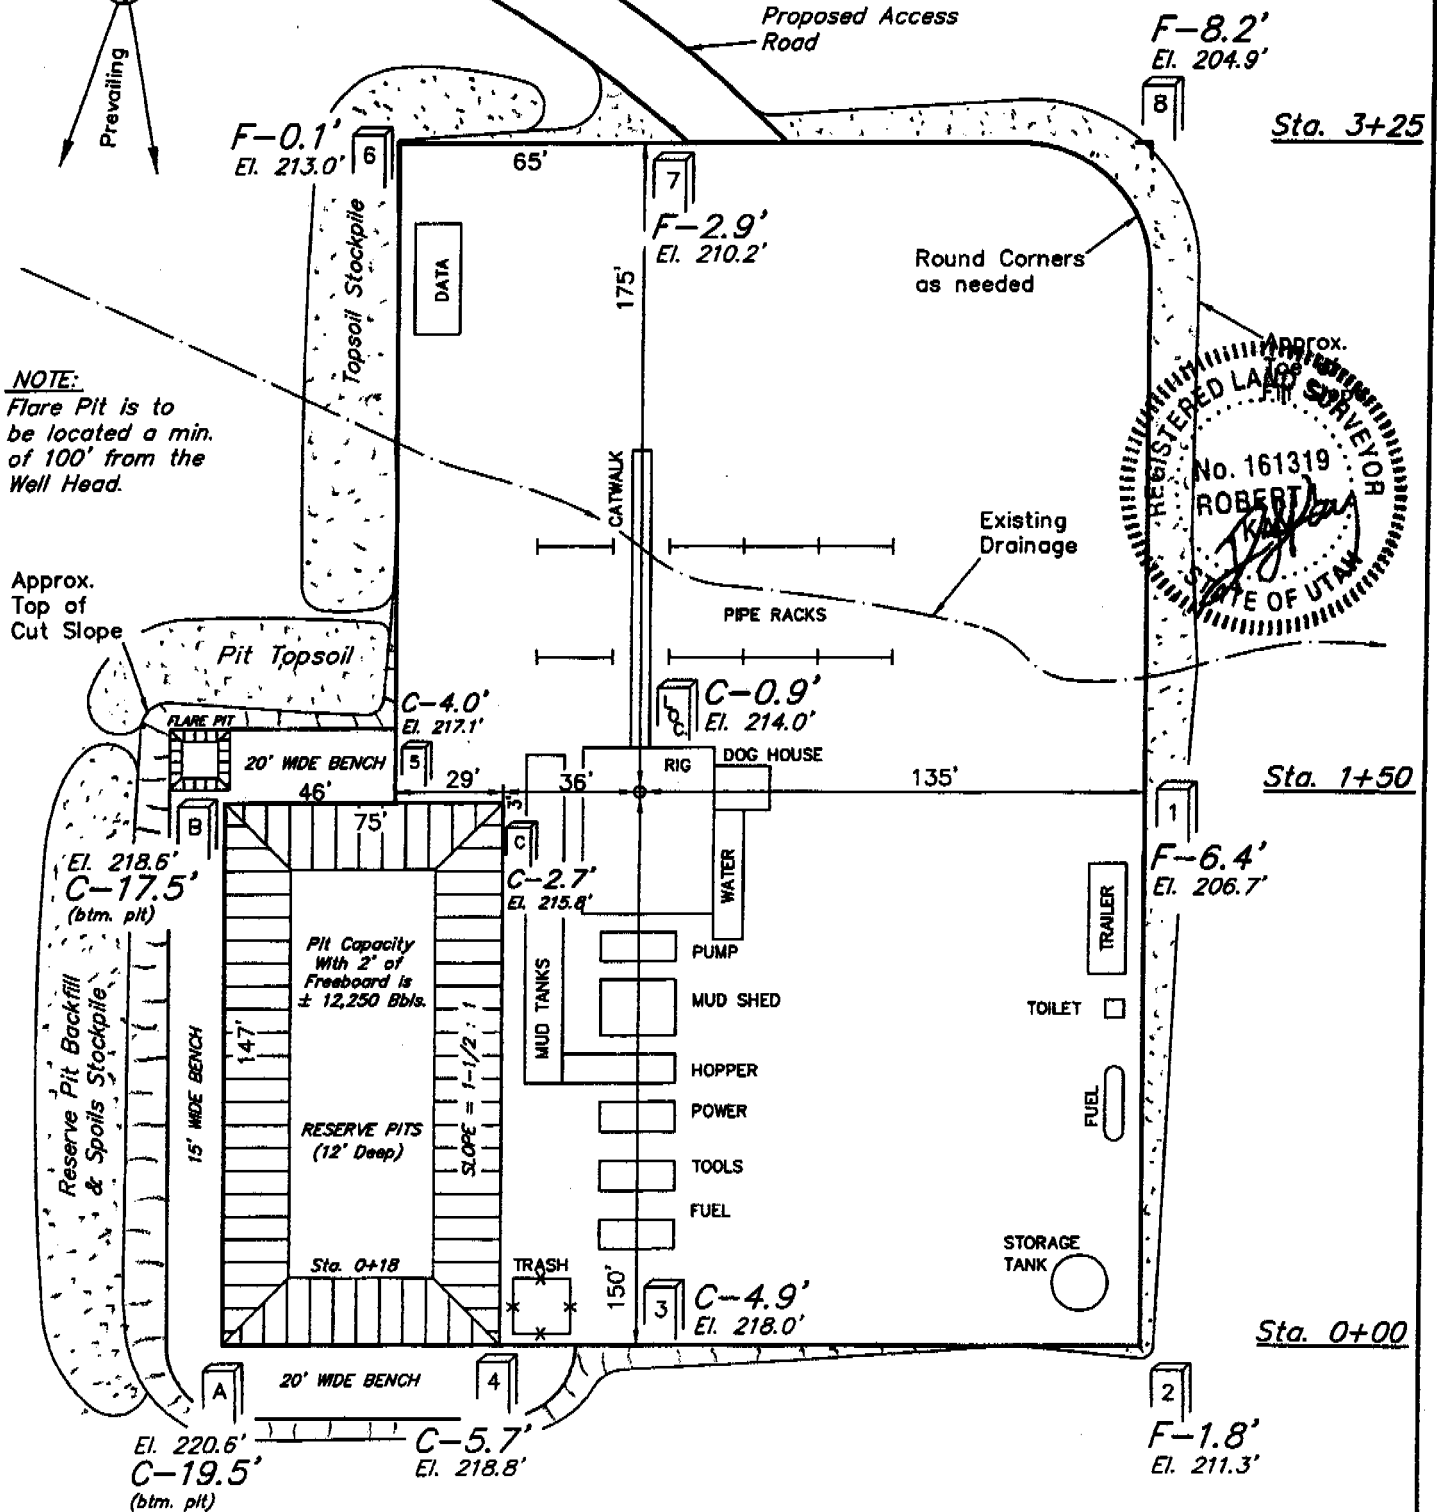 Proposed Access
Road
F-8.2'
El. 204.9'
8
Prevailing
Sta. 3+25
F-0.1'
El. 213.0'
6
65'
7
F-2.9'
El. 210.2'
175'
DATA
Topsoil Stockpile
Round Corners
as needed
Approx.
Toe of
Fill Slope
NOTE:
Flare Pit is to
be located a min.
of 100' from the
Well Head.
REGISTERED LAND SURVEYOR
No. 161319
ROBERT
STATE OF UTAH
CATWALK
Existing
Drainage
PIPE RACKS
Approx.
Top of
Cut Slope
Pit Topsoil
C-4.0'
El. 217.1'
5
LOC.
C-0.9'
El. 214.0'
FLARE PIT
20' WIDE BENCH
RIG
DOG HOUSE
Sta. 1+50
46'
29'
3'
36'
135'
75'
B
C
1
El. 218.6'
C-17.5'
(btm. pit)
C-2.7'
El. 215.8'
F-6.4'
El. 206.7'
WATER
TRAILER
Pit Capacity
With 2' of
Freeboard is
± 12,250 Bbls.
PUMP
MUD SHED
MUD TANKS
TOILET
Reserve Pit Backfill
& Spoils Stockpile
15' WIDE BENCH
147'
SLOPE = 1-1/2 : 1
HOPPER
POWER
FUEL
RESERVE PITS
(12' Deep)
TOOLS
FUEL
STORAGE
TANK
Sta. 0+18
TRASH
150'
3
C-4.9'
El. 218.0'
Sta. 0+00
A
20' WIDE BENCH
4
2
El. 220.6'
C-19.5'
(btm. pit)
C-5.7'
El. 218.8'
F-1.8'
El. 211.3'